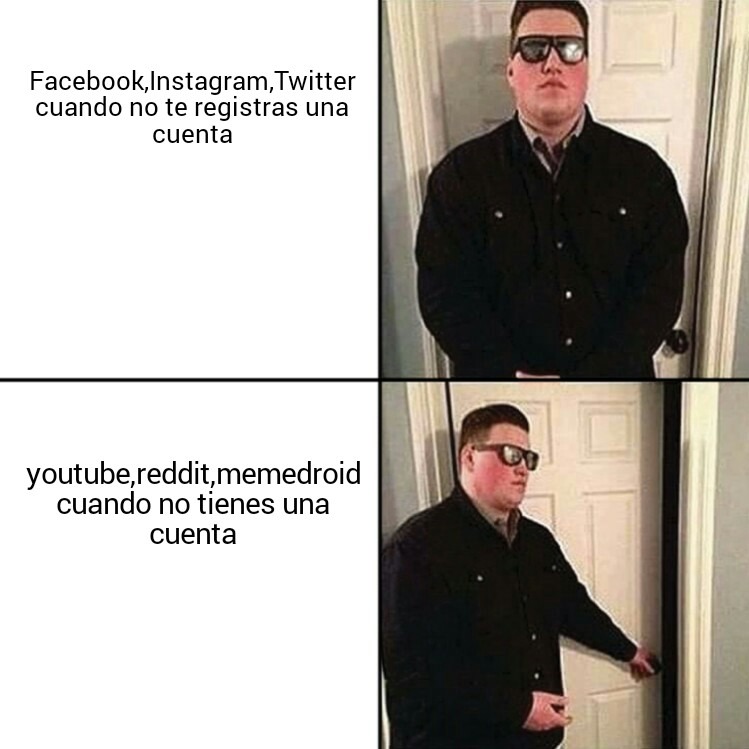 Facebook,Instagram,Twitter
cuando no te registras una
cuenta
youtube,reddit,memedroid
cuando no tienes una
cuenta